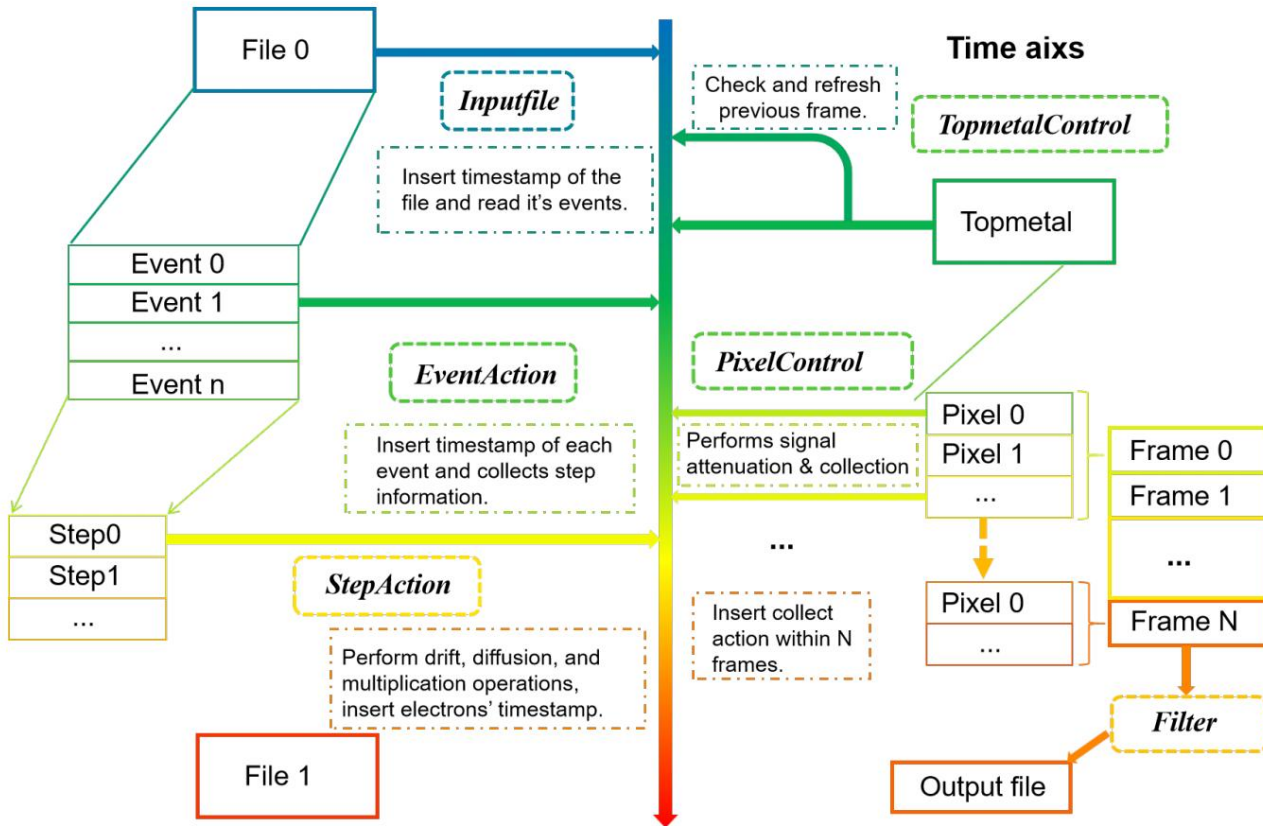 File 0
Time aixs
Inputfile
Check and refresh
previous frame.
TopmetalControl
Insert timestamp of the
file and read it's events.
Topmetal
Event 0
Event 1
...
Event n
EventAction
PixelControl
Insert timestamp of each
event and collects step
information.
Performs signal
attenuation & collection
Pixel 0
Pixel 1
...
Frame 0
Frame 1
...
Frame N
Step0
Step1
...
StepAction
...
Insert collect
action within N
frames.
Pixel 0
...
Perform drift, diffusion, and
multiplication operations,
insert electrons' timestamp.
Filter
File 1
Output file